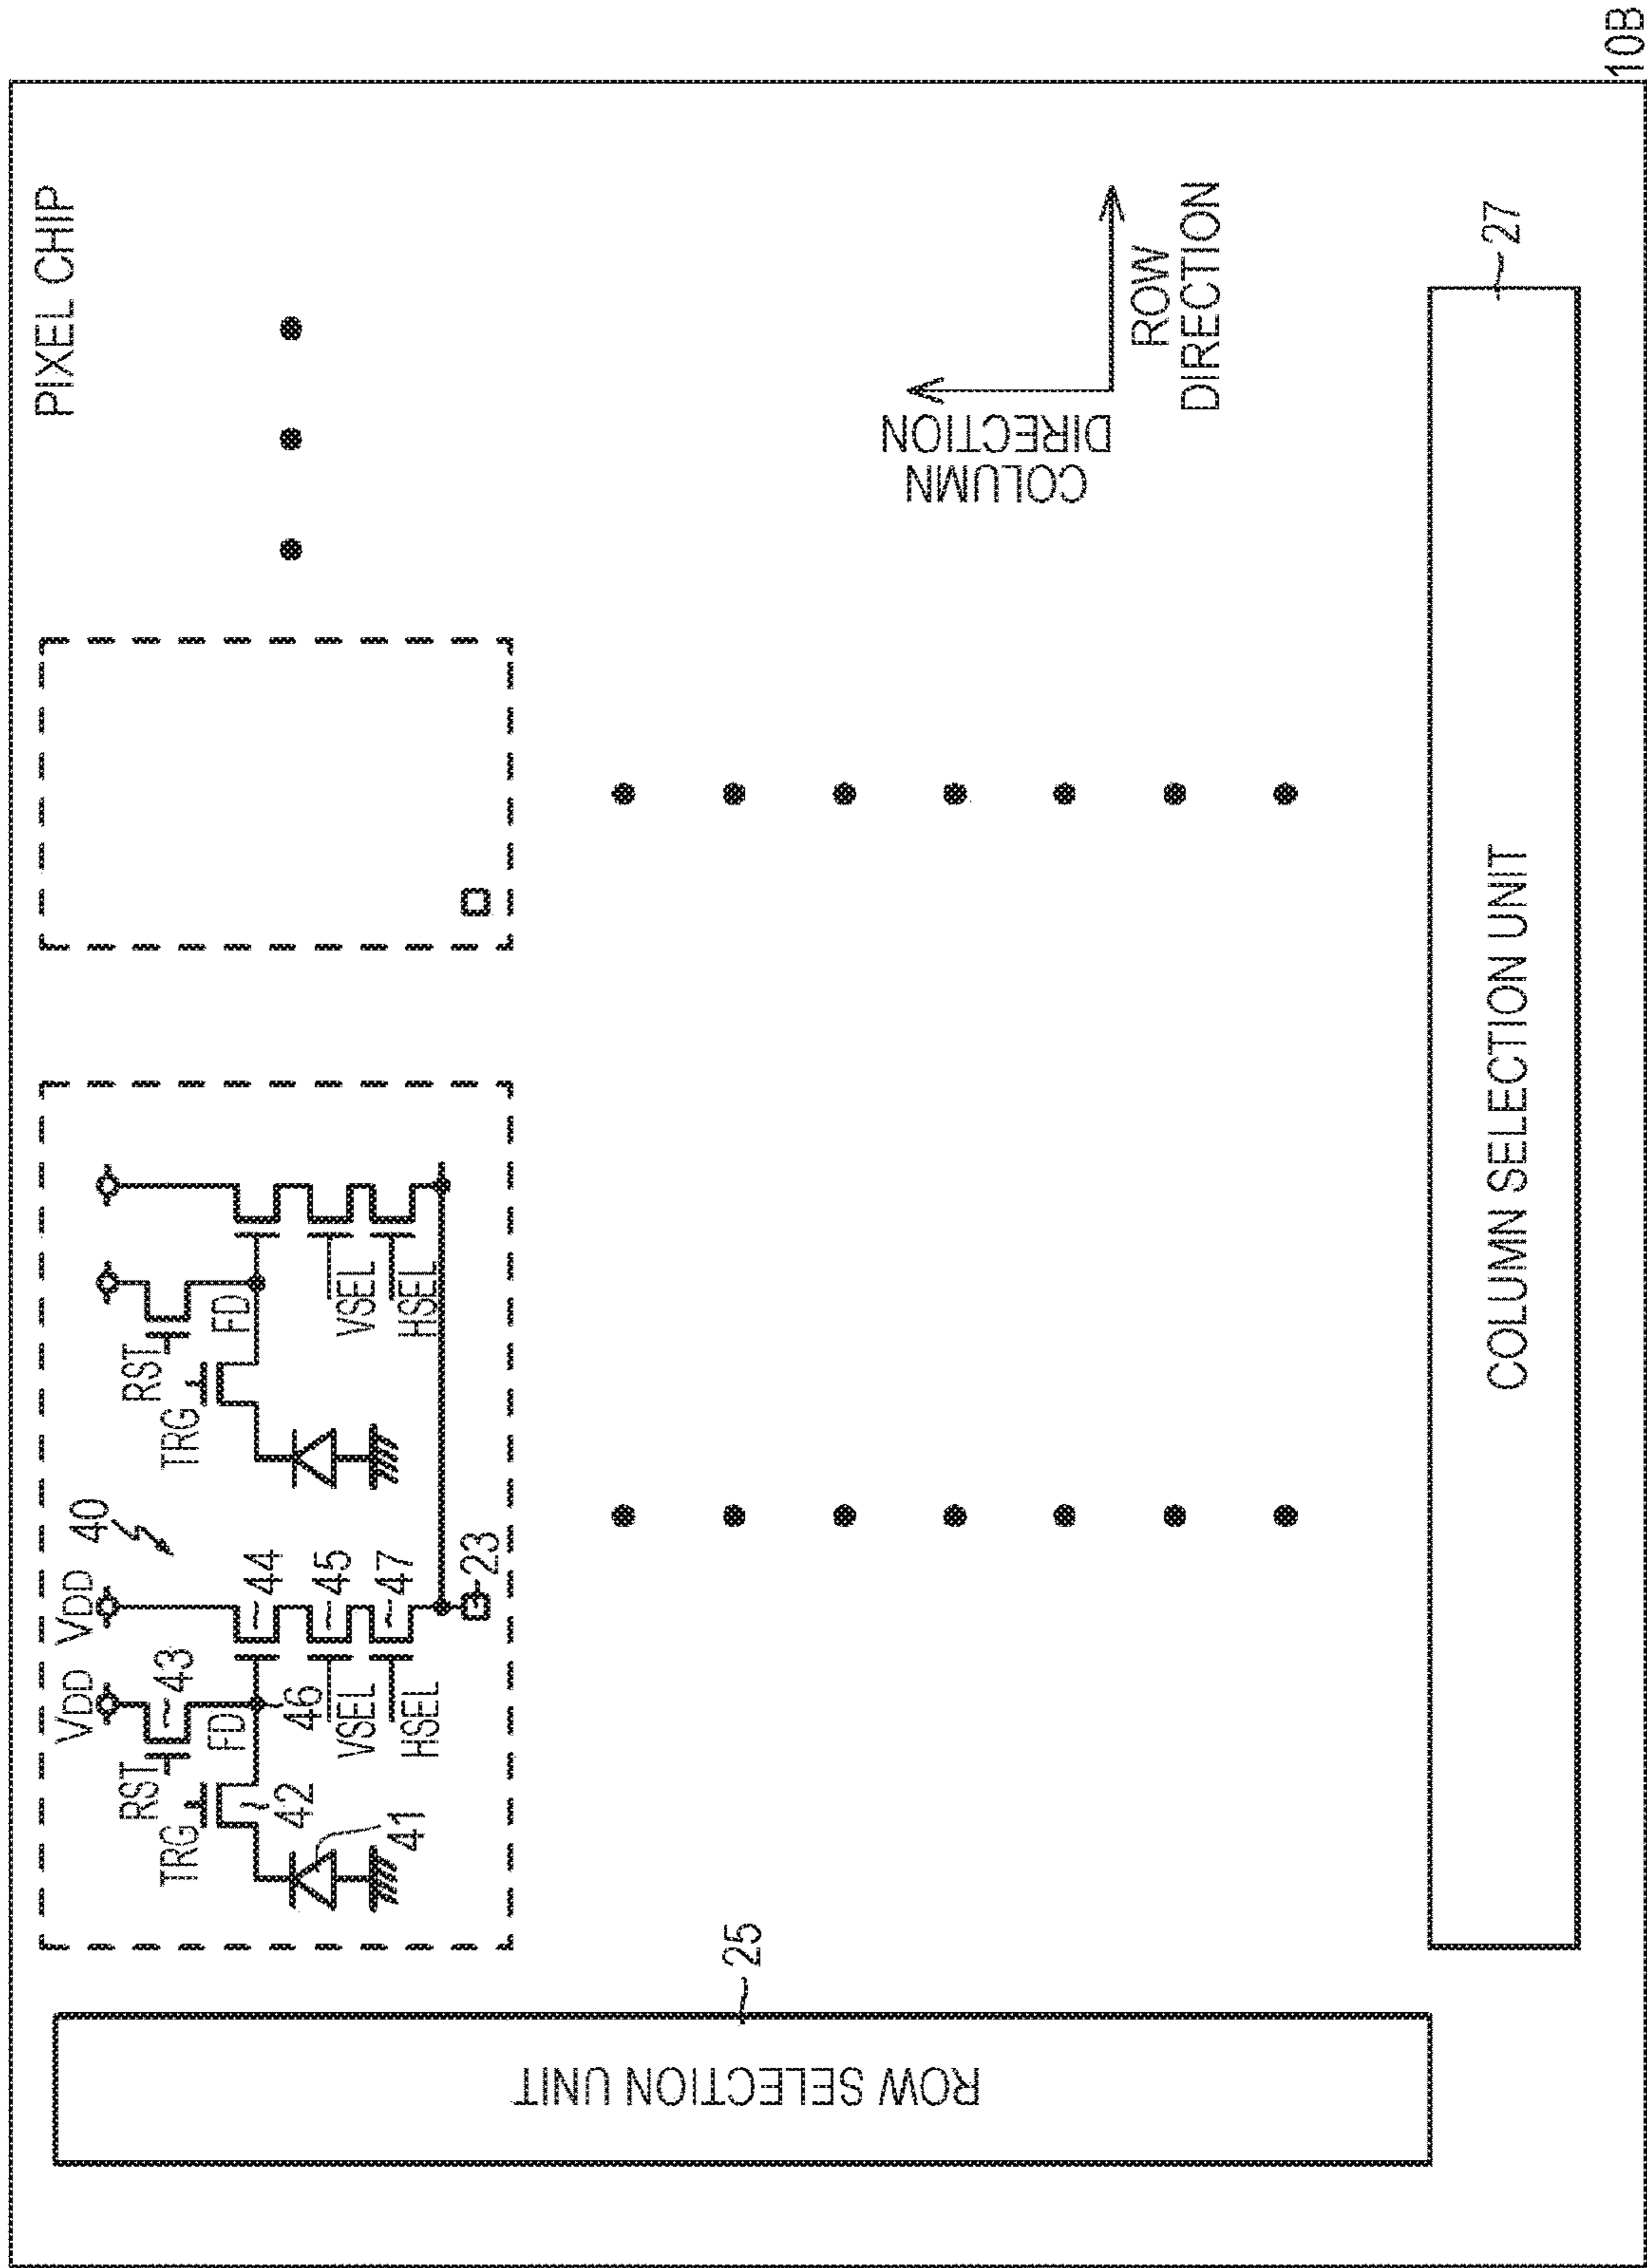 PIXEL CHIP
VDD
VDD
40
RST
43
TRG
FD
44
42
46
VSEL
45
41
HSEL
47
23
RST
TRG
FD
VSEL
HSEL
ROW SELECTION UNIT
25
COLUMN
DIRECTION
ROW
DIRECTION
COLUMN SELECTION UNIT
27
10B